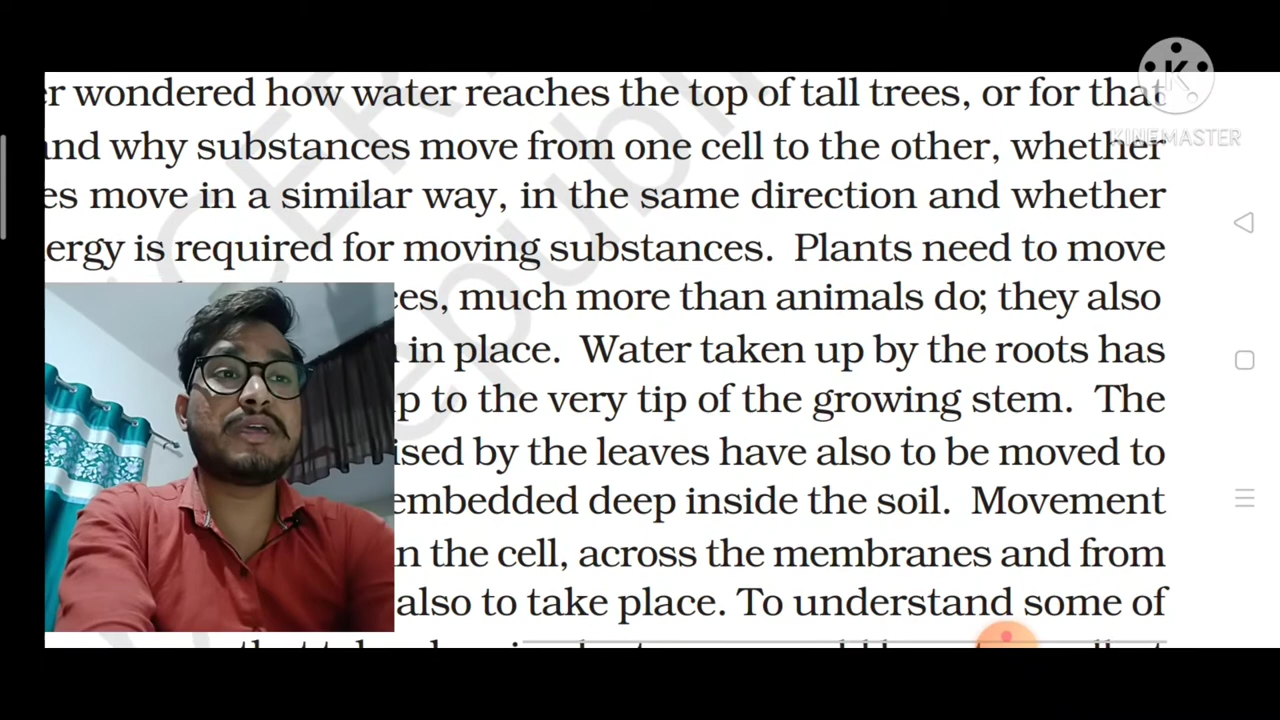 er wondered how water reaches the top of tall trees, or for that
and why substances move from one cell to the other, whether
es move in a similar way, in the same direction and whether
ergy is required for moving substances. Plants need to move
ces, much more than animals do; they also
in place. Water taken up by the roots has
p to the very tip of the growing stem. The
ised by the leaves have also to be moved to
embedded deep inside the soil. Movement
n the cell, across the membranes and from
also to take place. To understand some of
KINEMASTER